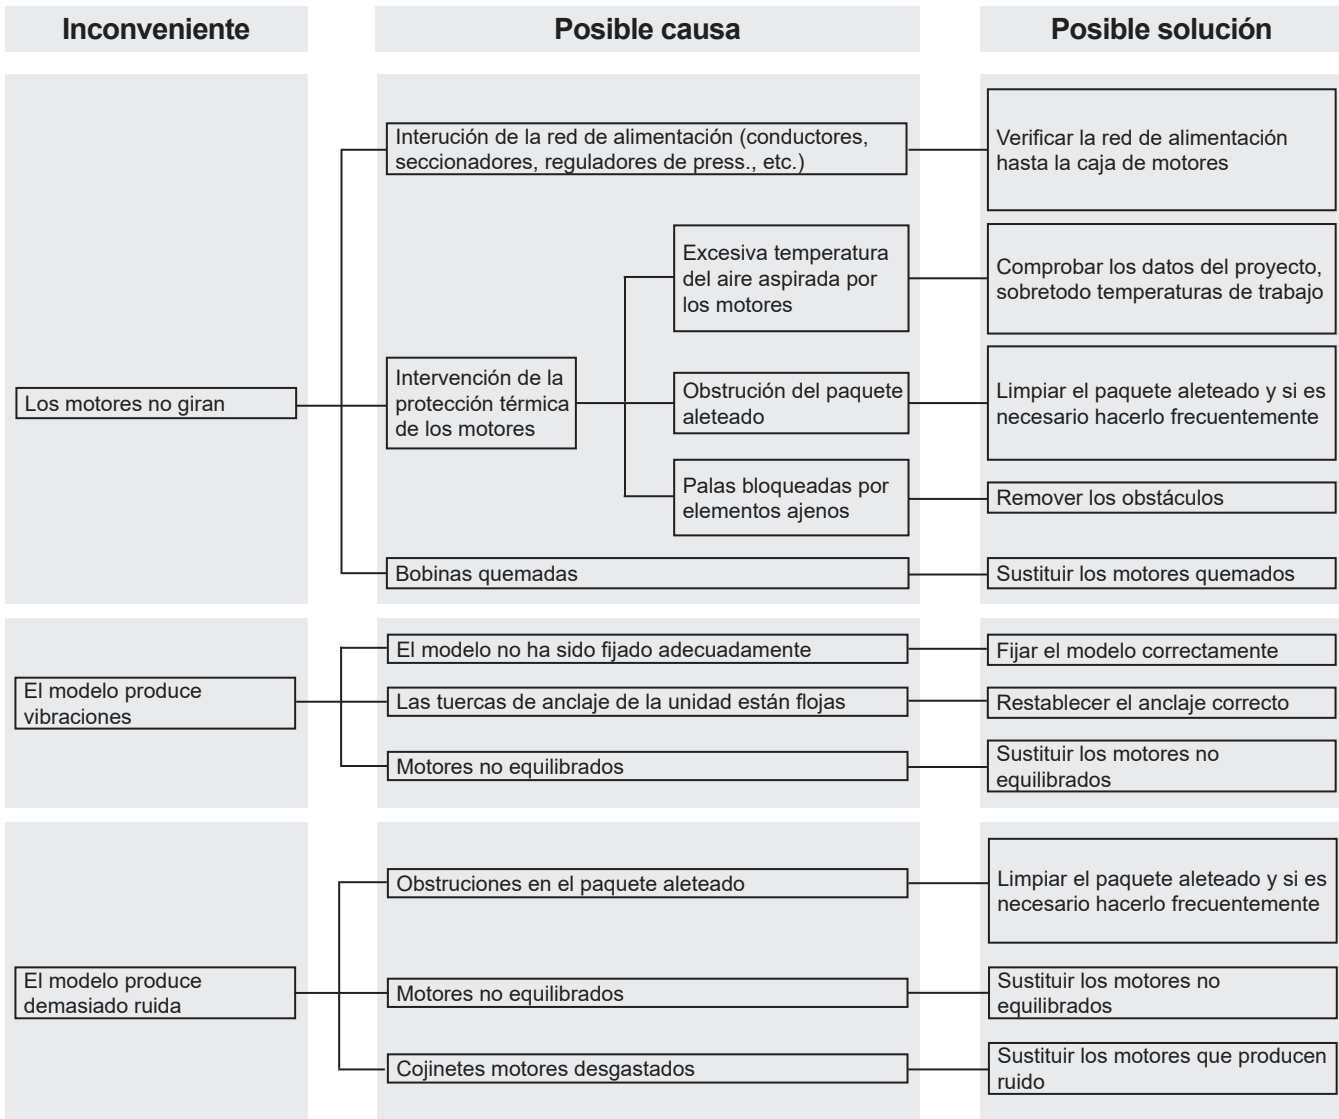 Inconveniente
Posible causa
Posible solución
Los motores no giran
Interución de la red de alimentación (conductores,
seccionadores, reguladores de press., etc.)
Verificar la red de alimentación
hasta la caja de motores
Intervención de la
protección térmica
de los motores
Excesiva temperatura
del aire aspirada por
los motores
Comprobar los datos del proyecto,
sobretodo temperaturas de trabajo
Obstrución del paquete
aleteado
Limpiar el paquete aleteado y si es
necesario hacerlo frecuentemente
Palas bloqueadas por
elementos ajenos
Remover los obstáculos
Bobinas quemadas
Sustituir los motores quemados
El modelo produce
vibraciones
El modelo no ha sido fijado adecuadamente
Fijar el modelo correctamente
Las tuercas de anclaje de la unidad están flojas
Restablecer el anclaje correcto
Motores no equilibrados
Sustituir los motores no
equilibrados
El modelo produce
demasiado ruida
Obstruciones en el paquete aleteado
Limpiar el paquete aleteado y si es
necesario hacerlo frecuentemente
Motores no equilibrados
Sustituir los motores no
equilibrados
Cojinetes motores desgastados
Sustituir los motores que producen
ruido